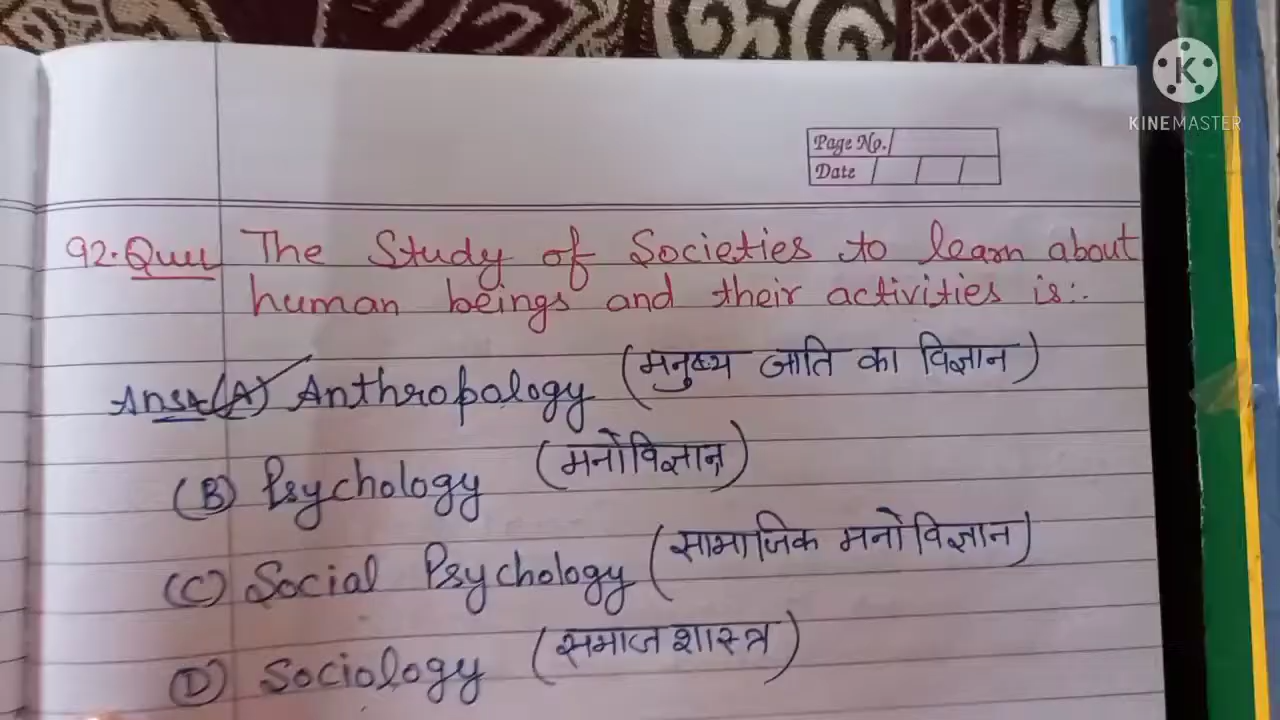 KINEMASTER
Page No.
Date
92. Que The Study of Societies to learn about
human beings and their activities is:-
Ans: (A) Anthropology (मनुष्य जाति का विज्ञान)
(B) Psychology (मनोविज्ञान)
(C) Social Psychology (सामाजिक मनोविज्ञान)
(D) Sociology (समाज शास्त्र)